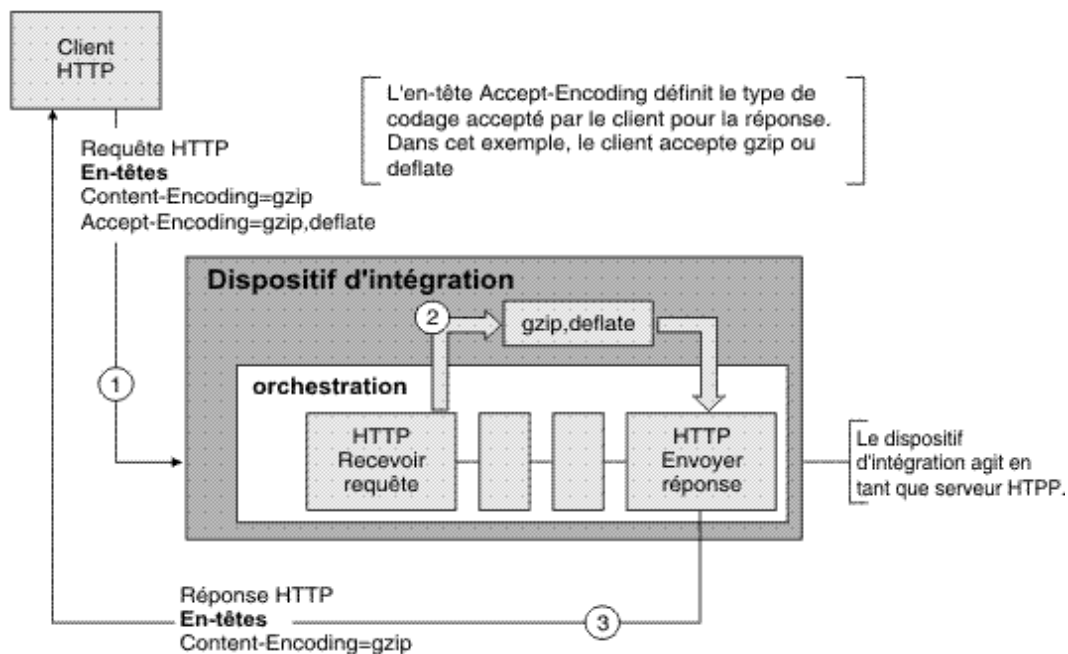 Client
HTTP
L'en-tête Accept-Encoding définit le type de
codage accepté par le client pour la réponse.
Dans cet exemple, le client accepte gzip ou
deflate
Requête HTTP
En-têtes
Content-Encoding=gzip
Accept-Encoding=gzip,deflate
Dispositif d'intégration
2
gzip,deflate
1
orchestration
HTTP
Recevoir
requête
HTTP
Envoyer
réponse
Le dispositif
d'intégration agit en
tant que serveur HTPP.
Réponse HTTP
En-têtes
Content-Encoding=gzip
3